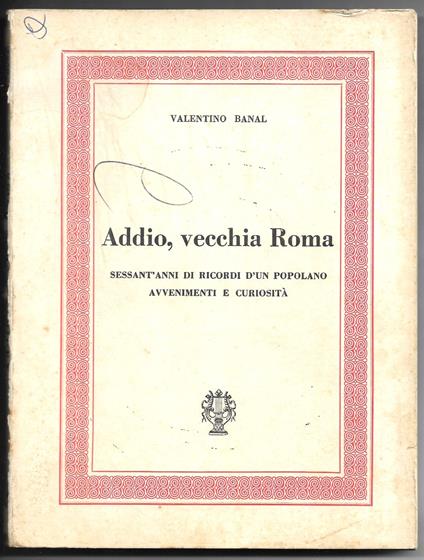 VALENTINO BANAL
Addio, vecchia Roma
SESSANT'ANNI DI RICORDI D'UN POPOLANO
AVVENIMENTI E CURIOSITÀ